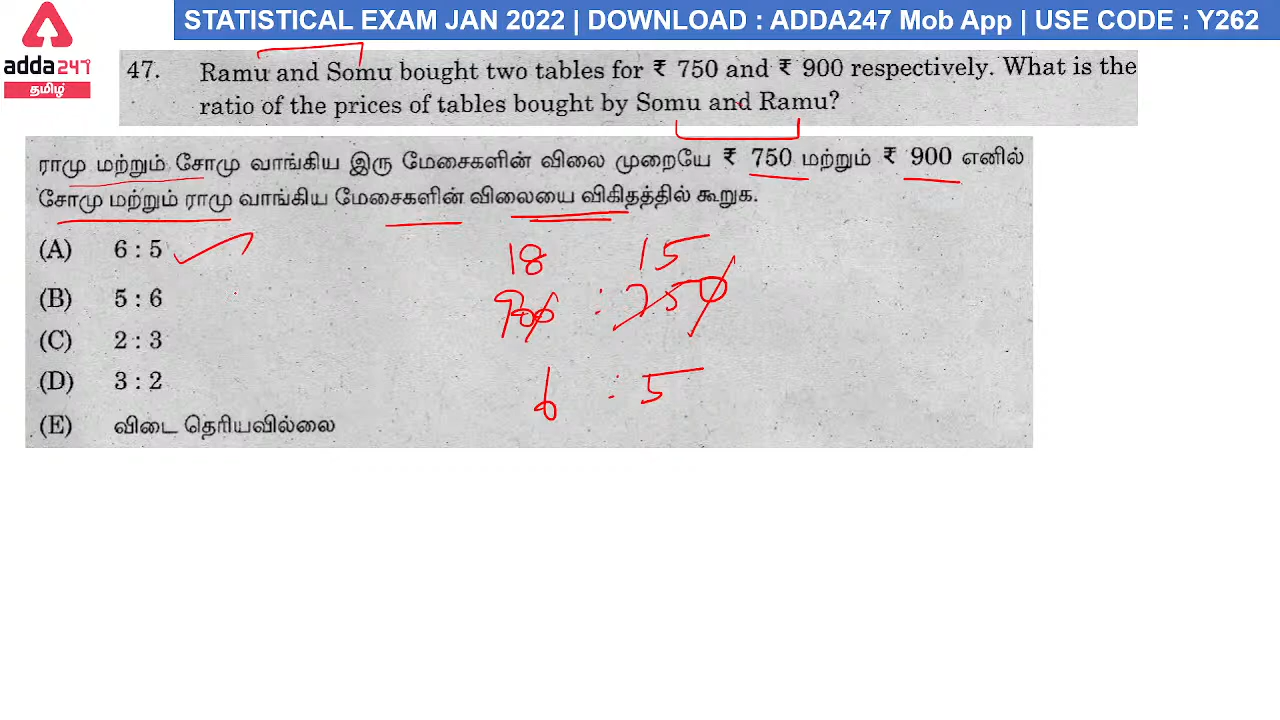 STATISTICAL EXAM JAN 2022 | DOWNLOAD : ADDA247 Mob App | USE CODE : Y262
adda247
தமிழ்
47. Ramu and Somu bought two tables for ₹ 750 and ₹ 900 respectively. What is the
ratio of the prices of tables bought by Somu and Ramu?
ராமு மற்றும் சோமு வாங்கிய இரு மேசைகளின் விலை முறையே ₹ 750 மற்றும் ₹ 900 எனில்
சோமு மற்றும் ராமு வாங்கிய மேசைகளின் விலையை விகிதத்தில் கூறுக.
(A) 6 : 5
(B) 5 : 6
(C) 2 : 3
(D) 3 : 2
(E) விடை தெரியவில்லை
18 15
900 : 750
6 : 5